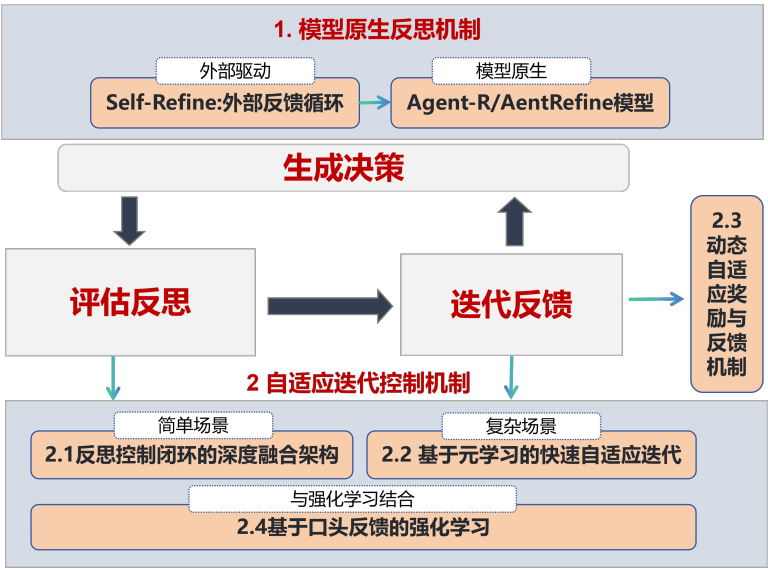 1. 模型原生反思机制
外部驱动
模型原生
Self-Refine:外部反馈循环
Agent-R/AentRefine模型
生成决策
评估反思
迭代反馈
2.3
动态
自适
应奖
励与
反馈
机制
2 自适应迭代控制机制
简单场景
复杂场景
2.1反思控制闭环的深度融合架构
2.2 基于元学习的快速自适应迭代
与强化学习结合
2.4基于口头反馈的强化学习